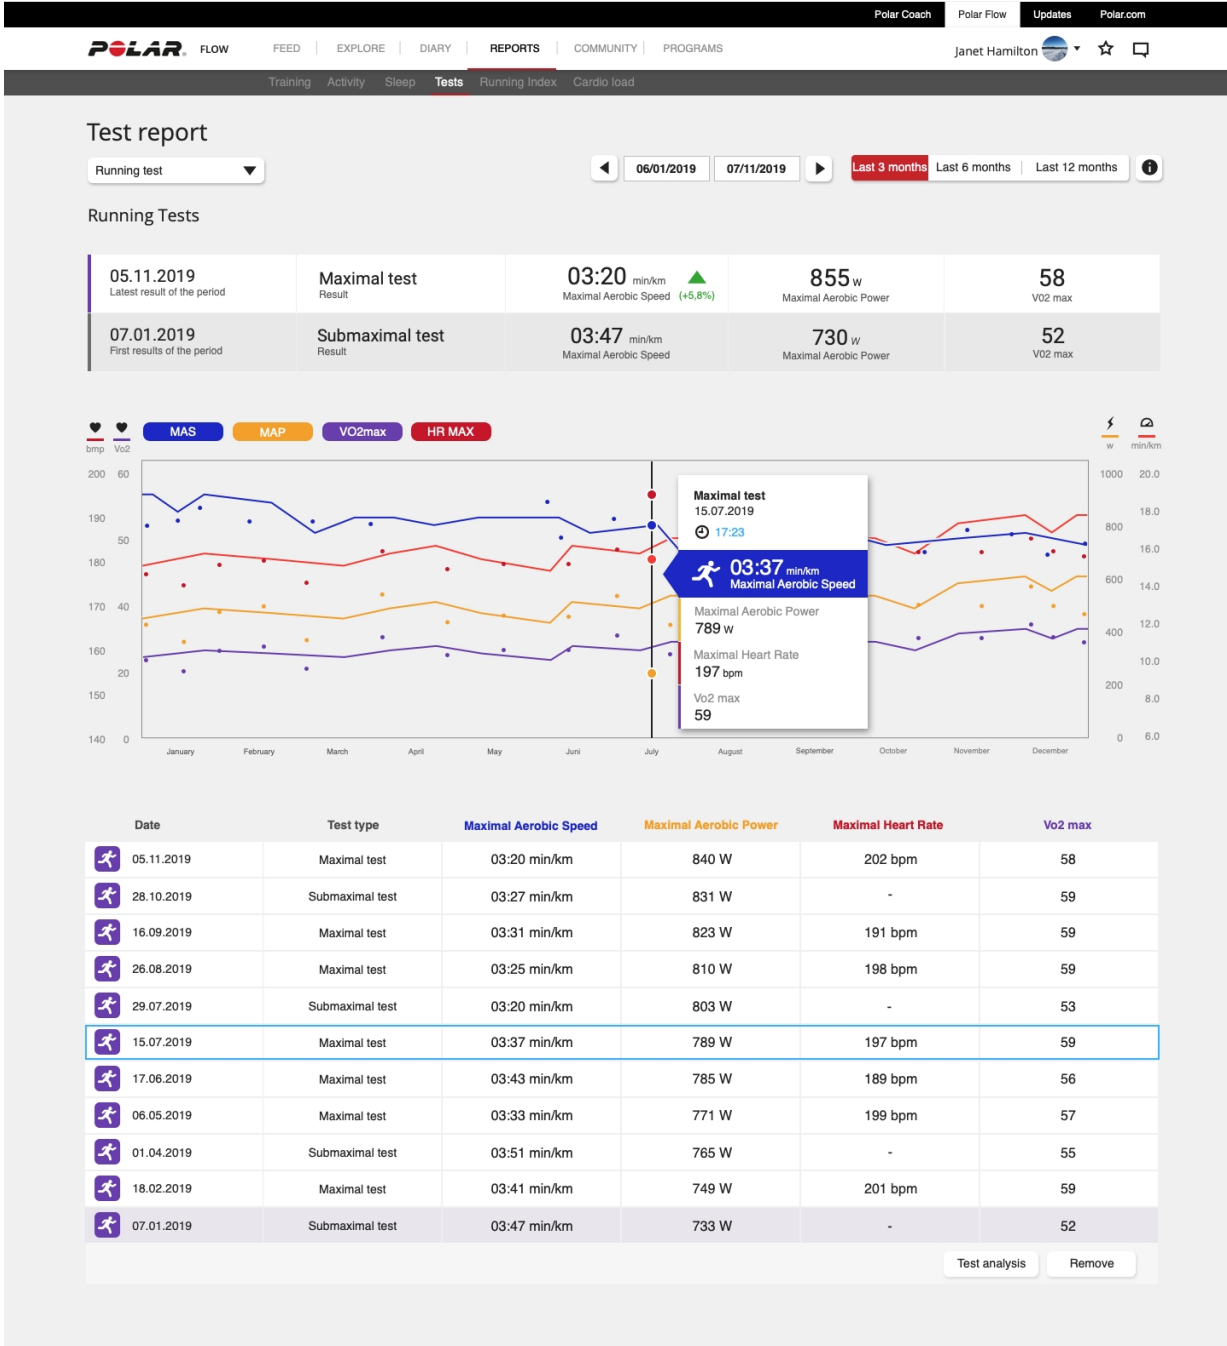 Polar Coach Polar Flow Updates Polar.com
POLAR. FLOW FEED EXPLORE DIARY REPORTS COMMUNITY PROGRAMS Janet Hamilton
Training Activity Sleep Tests Running Index Cardio load
Test report
Running test 06/01/2019 07/11/2019 Last 3 months Last 6 months Last 12 months
Running Tests
05.11.2019 Maximal test 03:20 min/km (+5,8%) 855 w 58
Latest result of the period Result Maximal Aerobic Speed Maximal Aerobic Power V02 max
07.01.2019 Submaximal test 03:47 min/km 730 w 52
First results of the period Result Maximal Aerobic Speed Maximal Aerobic Power V02 max
MAS MAP VO2max HR MAX
bmp Vo2 w min/km
200 60 1000 20.0
190 18.0
800
50
180 16.0
600
14.0
170 40
12.0
400
160 10.0
20
200
150 8.0
140 0 0 6.0
Maximal test
15.07.2019
17:23
03:37 min/km
Maximal Aerobic Speed
Maximal Aerobic Power
789 w
Maximal Heart Rate
197 bpm
Vo2 max
59
January February March April May Juni July August September October November December
Date Test type Maximal Aerobic Speed Maximal Aerobic Power Maximal Heart Rate Vo2 max
05.11.2019 Maximal test 03:20 min/km 840 W 202 bpm 58
28.10.2019 Submaximal test 03:27 min/km 831 W - 59
16.09.2019 Maximal test 03:31 min/km 823 W 191 bpm 59
26.08.2019 Maximal test 03:25 min/km 810 W 198 bpm 59
29.07.2019 Submaximal test 03:20 min/km 803 W - 53
15.07.2019 Maximal test 03:37 min/km 789 W 197 bpm 59
17.06.2019 Maximal test 03:43 min/km 785 W 189 bpm 56
06.05.2019 Maximal test 03:33 min/km 771 W 199 bpm 57
01.04.2019 Submaximal test 03:51 min/km 765 W - 55
18.02.2019 Maximal test 03:41 min/km 749 W 201 bpm 59
07.01.2019 Submaximal test 03:47 min/km 733 W - 52
Test analysis Remove